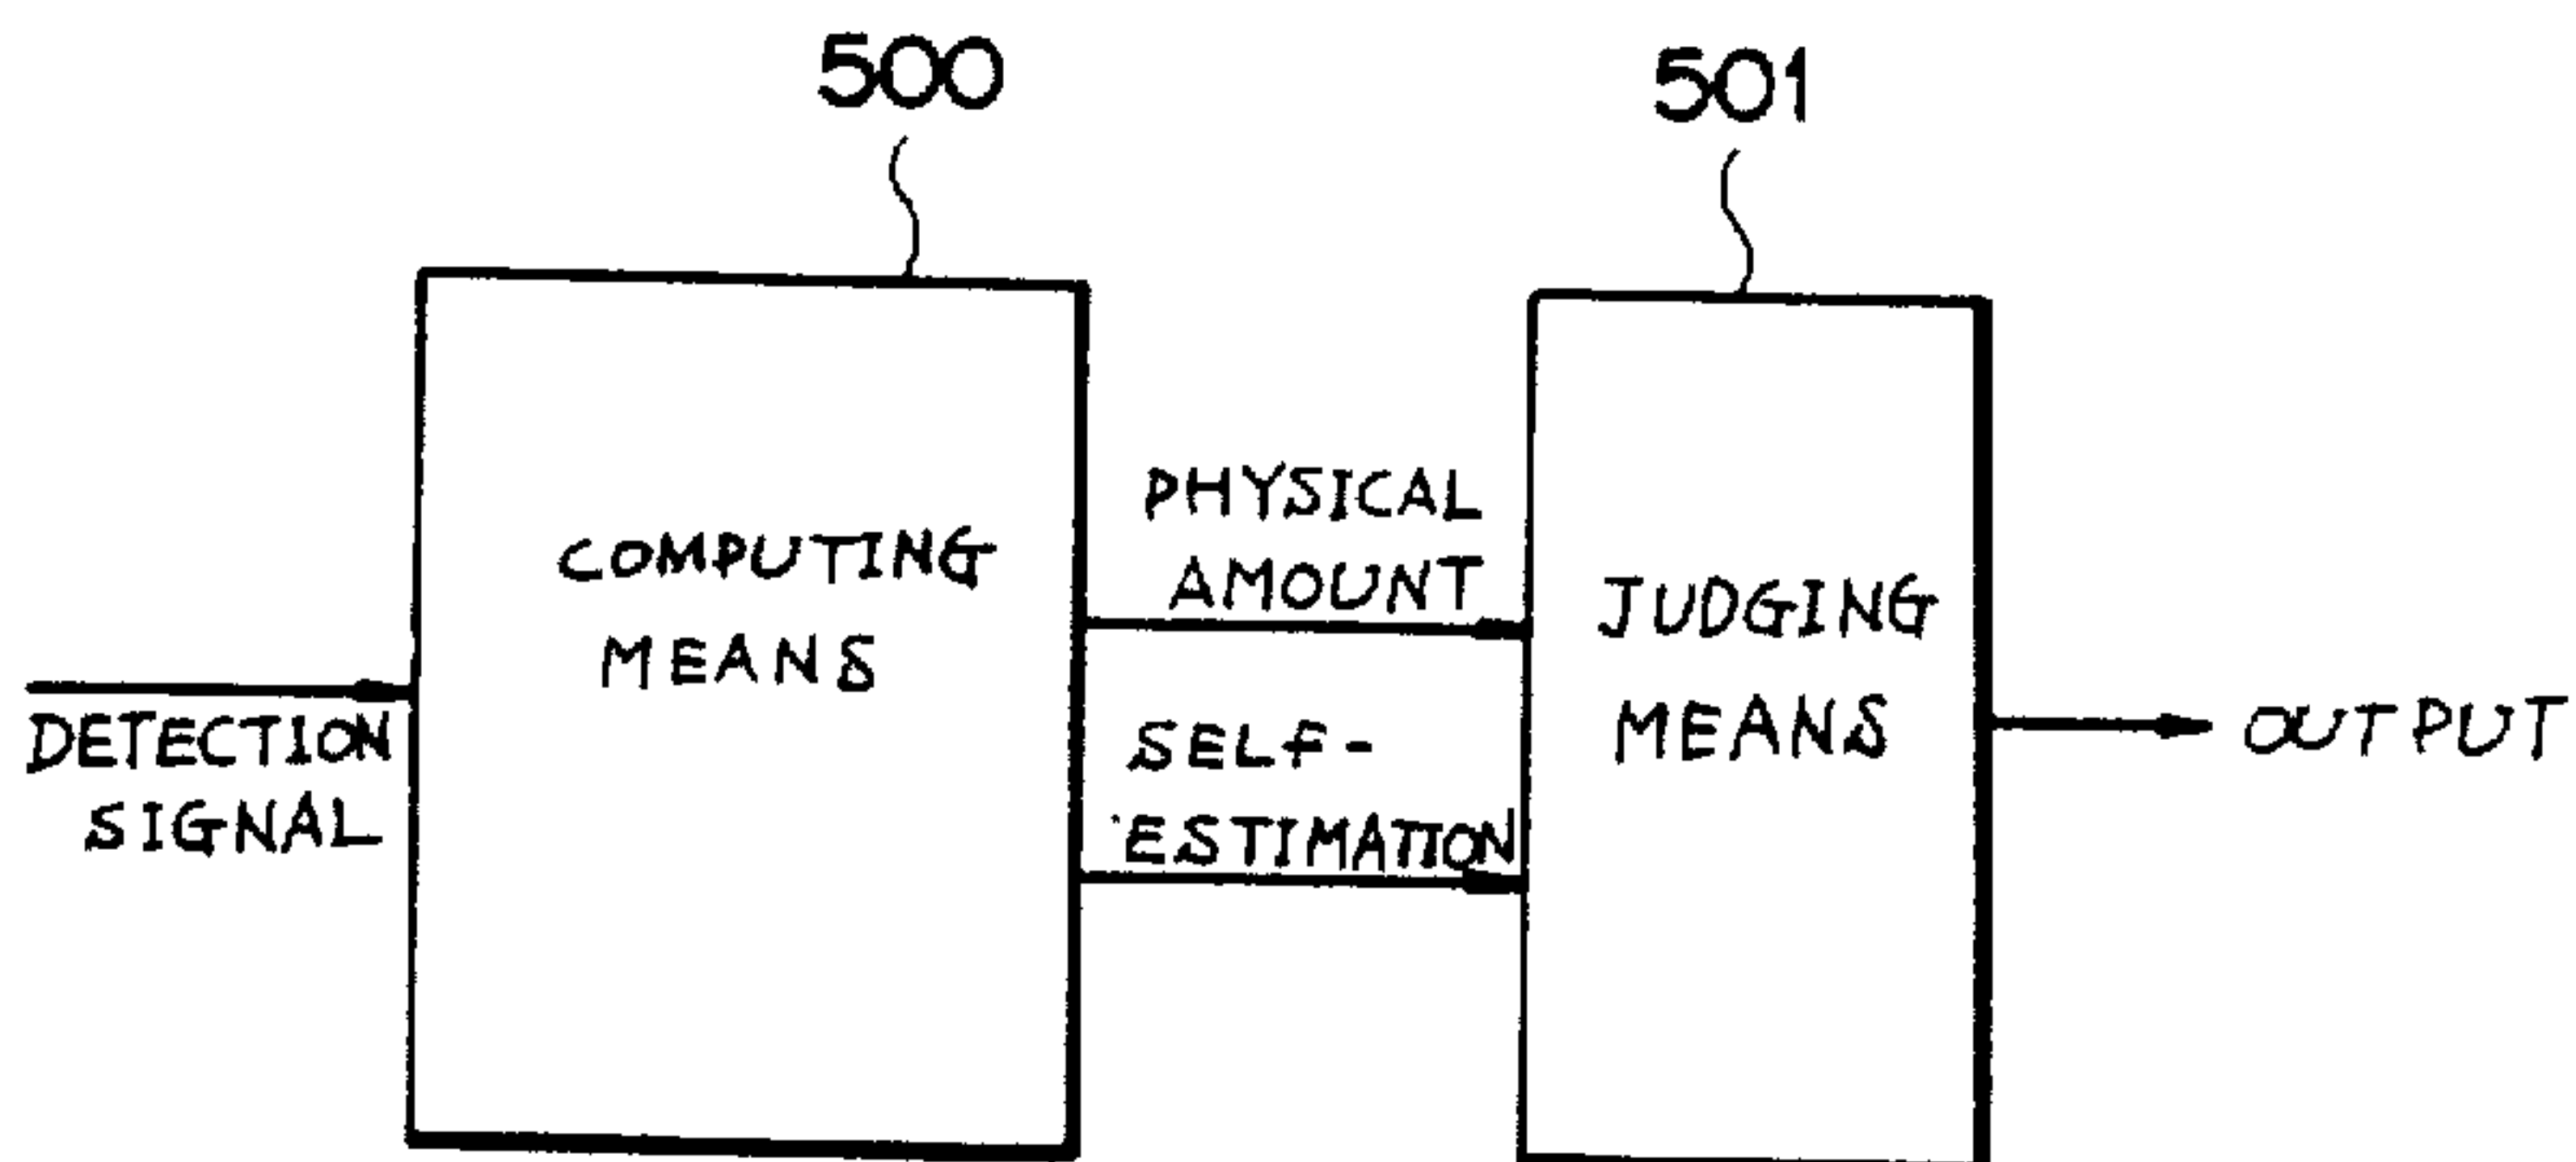 500
501
COMPUTING
MEANS
PHYSICAL
AMOUNT
SELF-
ESTIMATION
JUDGING
MEANS
DETECTION
SIGNAL
OUTPUT